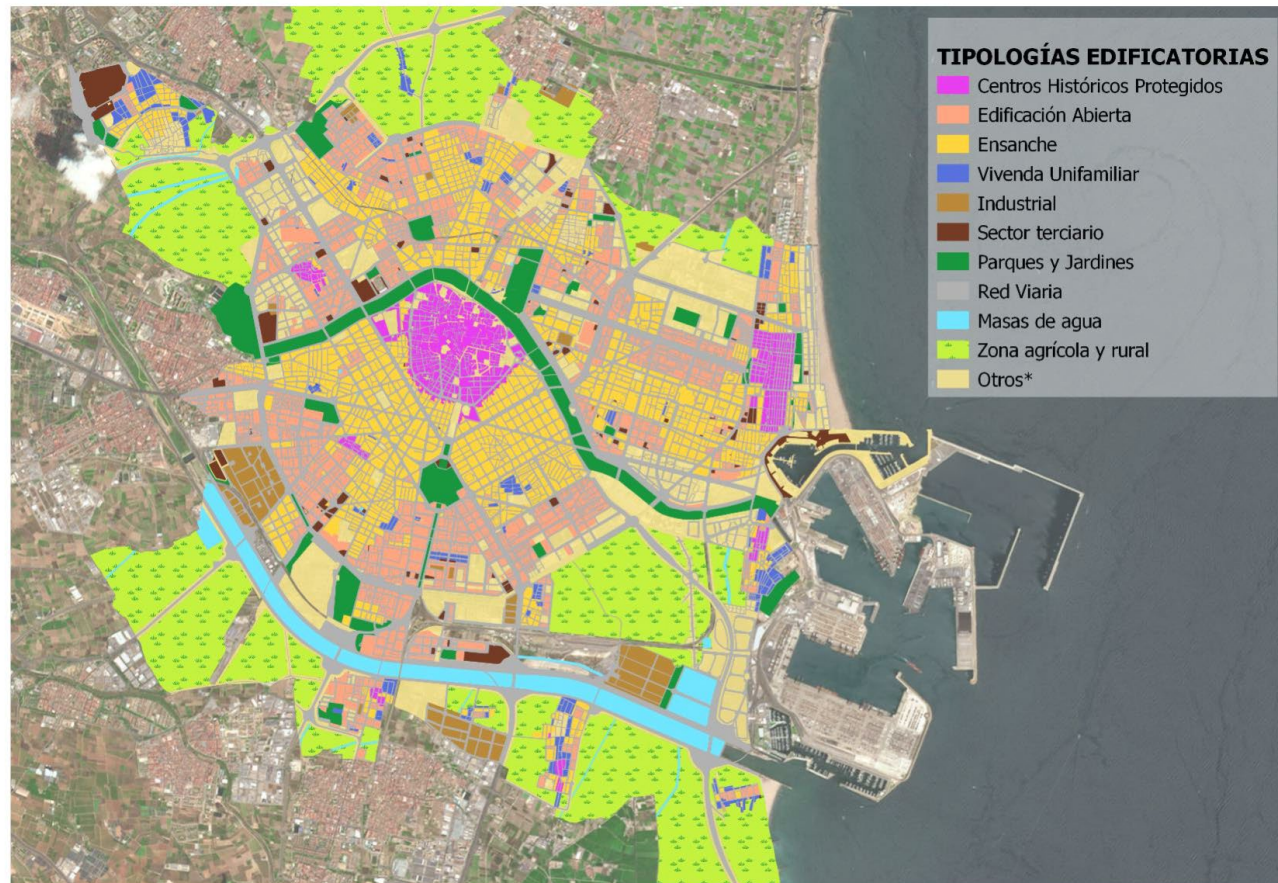 TIPOLOGÍAS EDIFICATORIAS
Centros Históricos Protegidos
Edificación Abierta
Ensanche
Vivenda Unifamiliar
Industrial
Sector terciario
Parques y Jardines
Red Viaria
Masas de agua
Zona agrícola y rural
Otros*